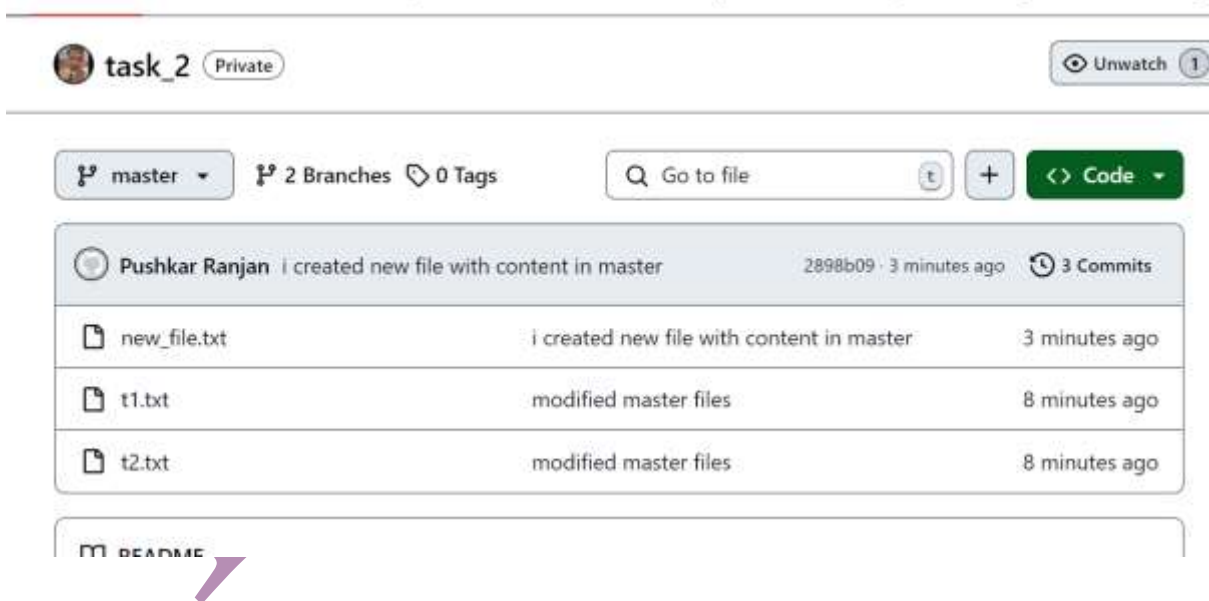 task_2 Private Unwatch 1
master 2 Branches 0 Tags Go to file t + <> Code
Pushkar Ranjan i created new file with content in master 2898b09 · 3 minutes ago 3 Commits
new_file.txt i created new file with content in master 3 minutes ago
t1.txt modified master files 8 minutes ago
t2.txt modified master files 8 minutes ago
README